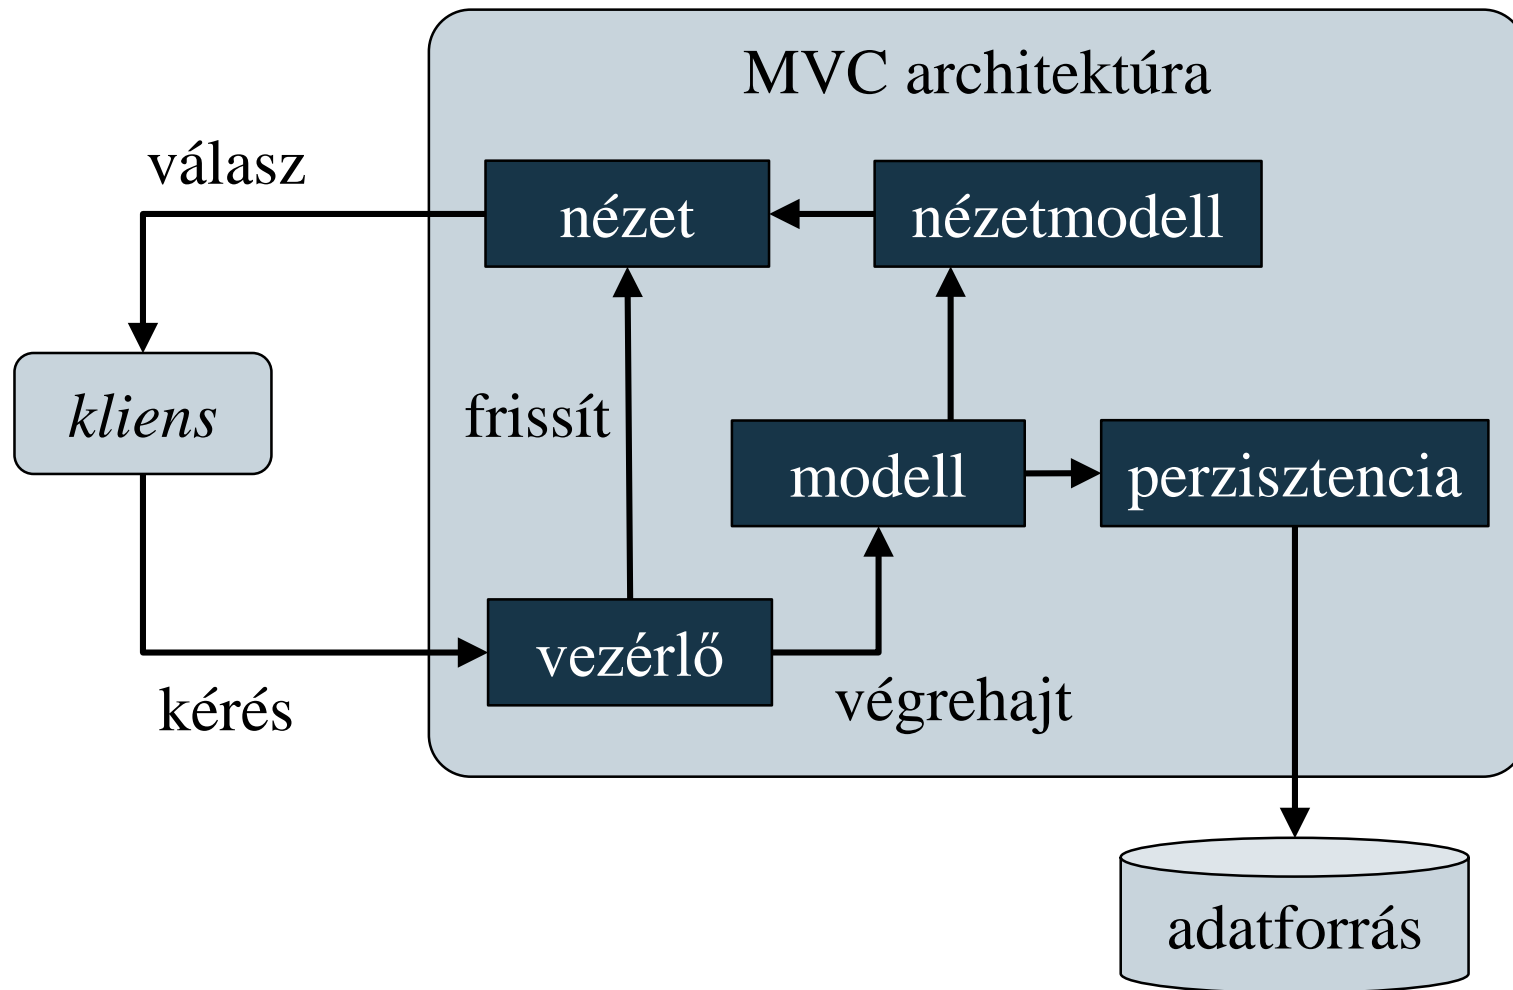 MVC architektúra
válasz
nézet
nézetmodell
kliens
frissít
modell
perzisztencia
vezérlő
kérés
végrehajt
adatforrás